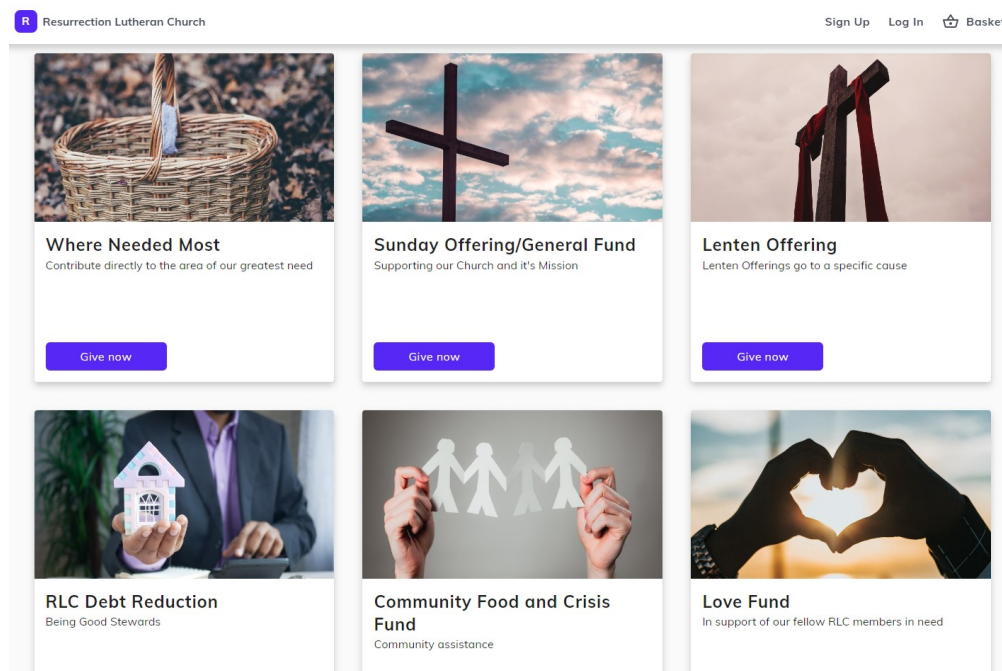 R Resurrection Lutheran Church
Sign Up Log In
Where Needed Most
Contribute directly to the area of our greatest need
Give now
Sunday Offering/General Fund
Supporting our Church and it's Mission
Give now
Lenten Offering
Lenten Offerings go to a specific cause
Give now
RLC Debt Reduction
Being Good Stewards
Community Food and Crisis
Fund
Community assistance
Love Fund
In support of our fellow RLC members in need